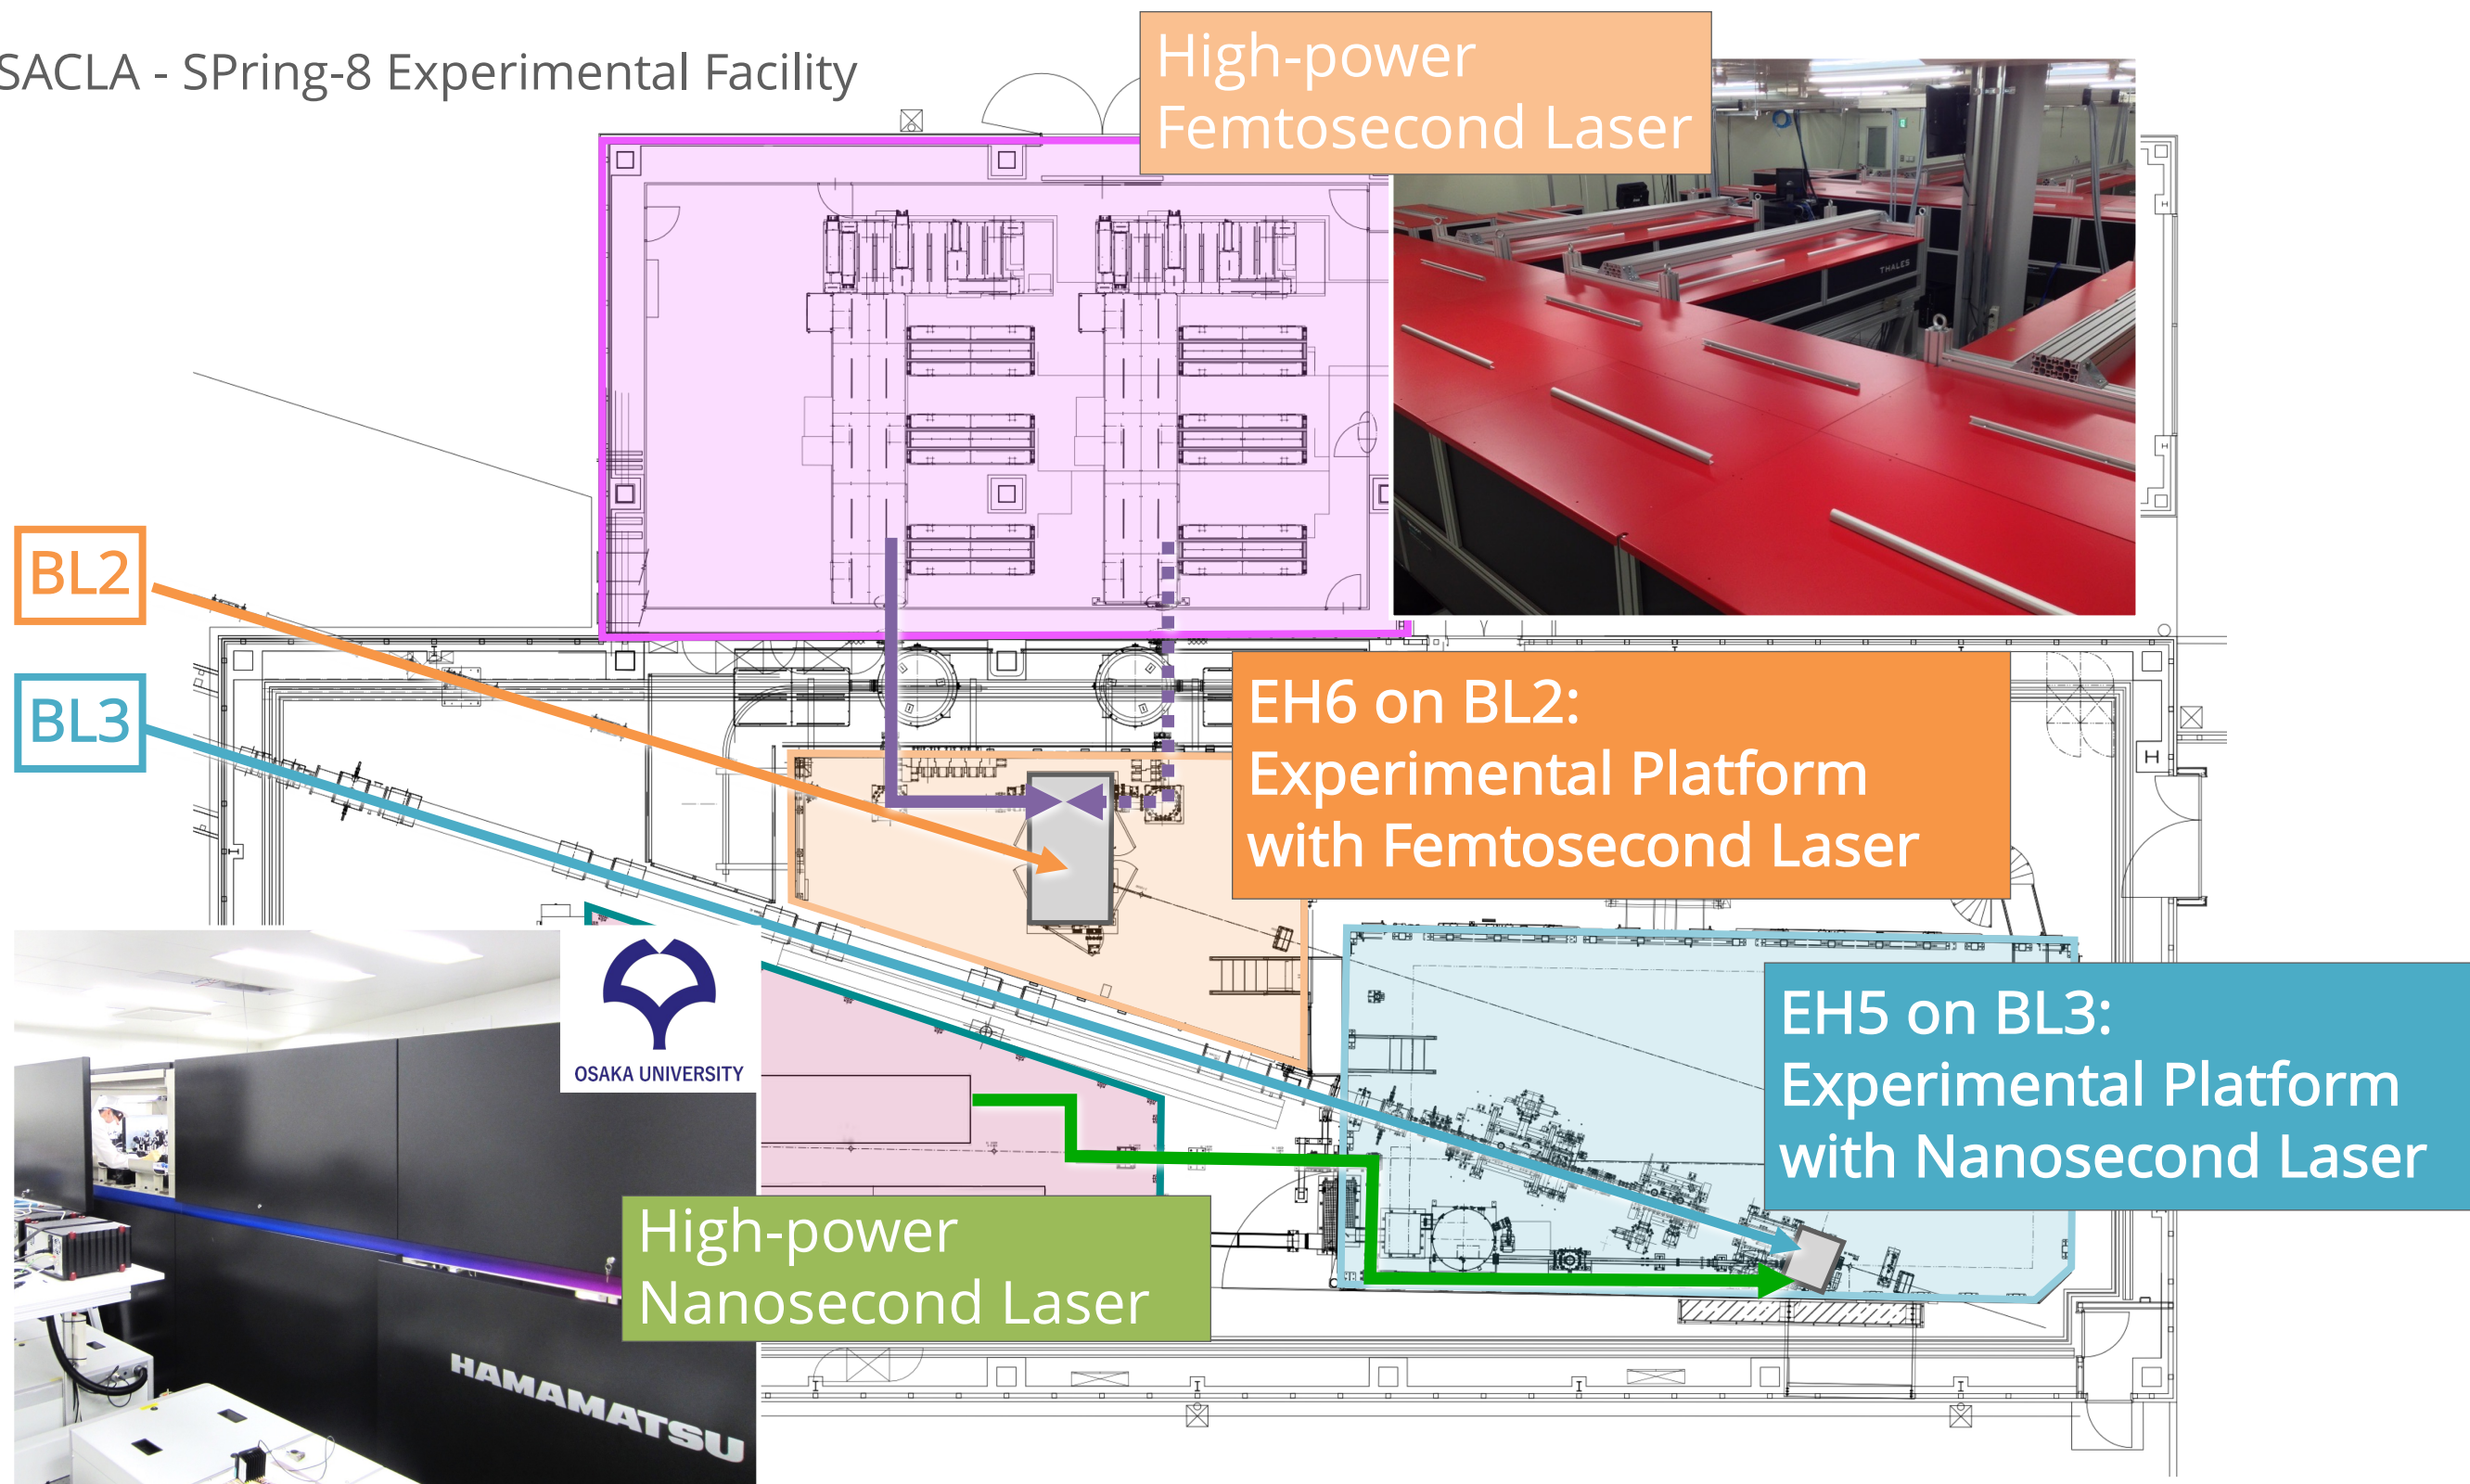 SACLA - SPring-8 Experimental Facility
High-power
Femtosecond Laser
THALES
BL2
BL3
EH6 on BL2:
Experimental Platform
with Femtosecond Laser
OSAKA UNIVERSITY
EH5 on BL3:
Experimental Platform
with Nanosecond Laser
High-power
Nanosecond Laser
HAMAMATSU